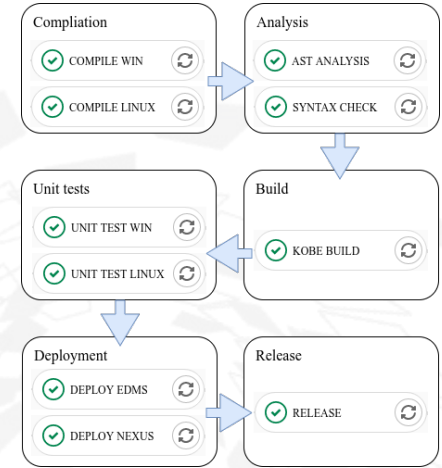 Compliation
COMPILE WIN
COMPILE LINUX
Analysis
AST ANALYSIS
SYNTAX CHECK
Unit tests
UNIT TEST WIN
UNIT TEST LINUX
Build
KOBE BUILD
Deployment
DEPLOY EDMS
DEPLOY NEXUS
Release
RELEASE